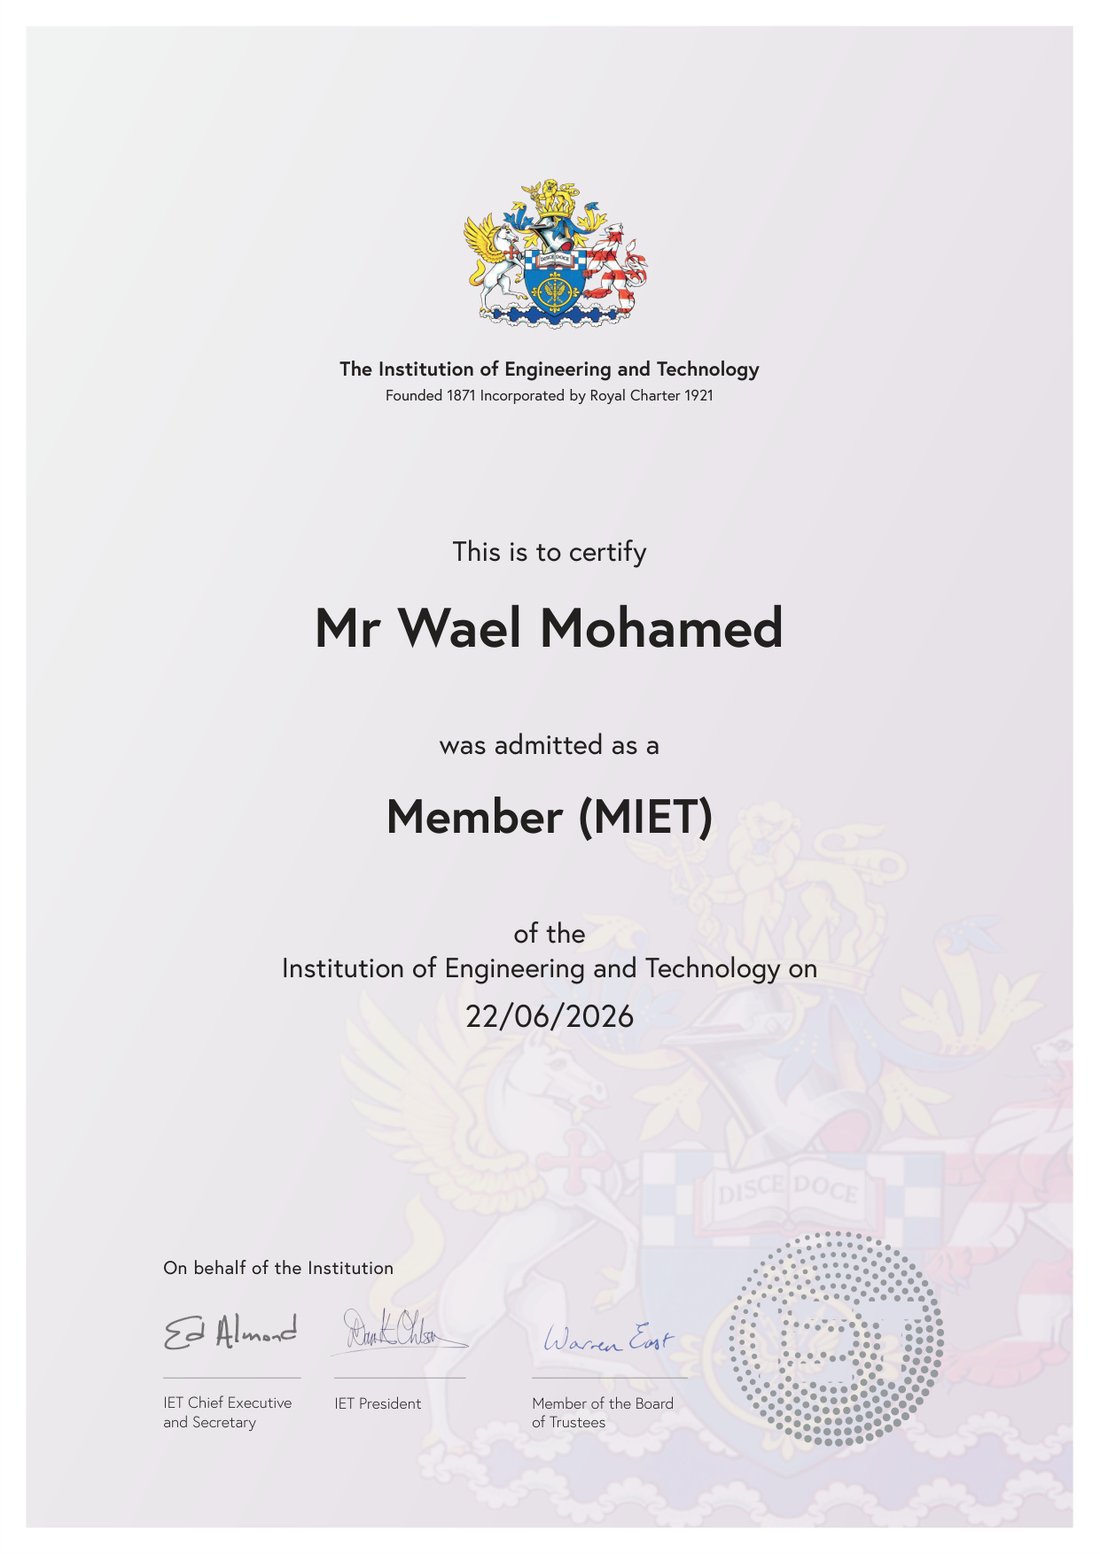 DISCE DOCE
The Institution of Engineering and Technology
Founded 1871 Incorporated by Royal Charter 1921
This is to certify
Mr Wael Mohamed
was admitted as a
Member (MIET)
of the
Institution of Engineering and Technology on
22/06/2026
DISCE DOCE
On behalf of the Institution
Ed Almond
Warren East
IET
IET Chief Executive
and Secretary
IET President
Member of the Board
of Trustees